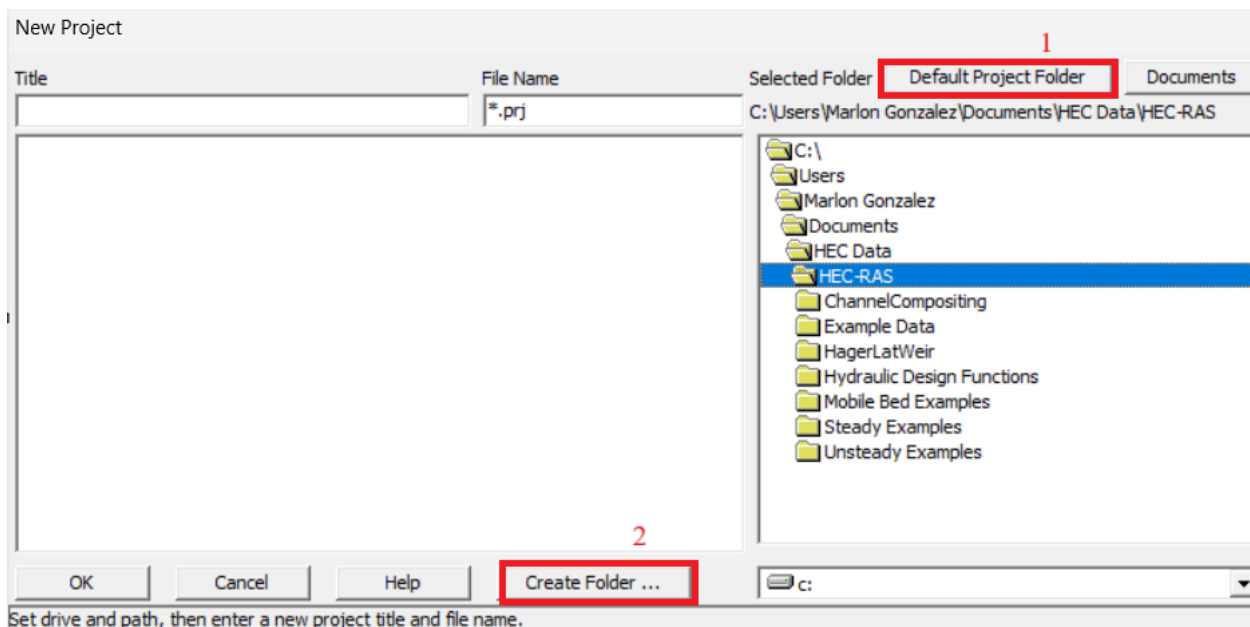 New Project
1
Title File Name Selected Folder Default Project Folder Documents
*.prj C:\Users\Marlon Gonzalez\Documents\HEC Data\HEC-RAS
C:\
Users
Marlon Gonzalez
Documents
HEC Data
HEC-RAS
ChannelCompositing
Example Data
HagerLatWeir
Hydraulic Design Functions
Mobile Bed Examples
Steady Examples
Unsteady Examples
2
OK Cancel Help Create Folder ... c:
Set drive and path, then enter a new project title and file name.